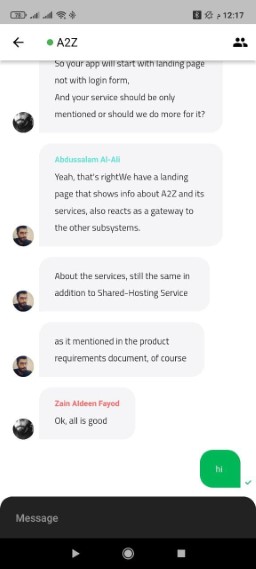 12:17 م
A2Z
So your app will start with landing page
not with login form,
And your service should be only
mentioned or should we do more for it?
Abdussalam Al-Ali
Yeah, that's rightWe have a landing
page that shows info about A2Z and its
services, also reacts as a gateway to
the other subsystems.
About the services, still the same in
addition to Shared-Hosting Service
as it mentioned in the product
requirements document, of course
Zain Aldeen Fayod
Ok, all is good
hi
Message